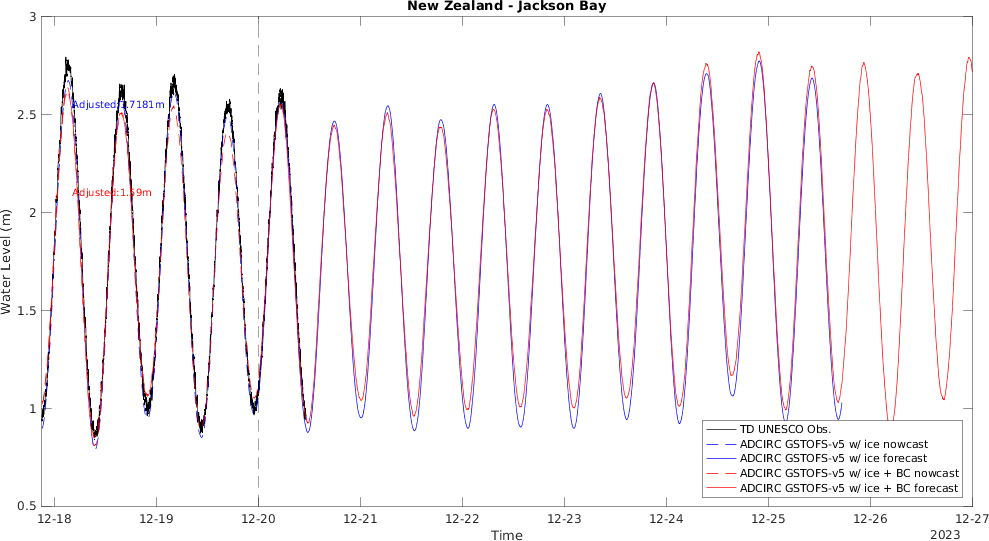 New Zealand - Jackson Bay
3
2.5
2
1.5
1
0.5
Water Level (m)
Adjusted:1.7181m
Adjusted:1.59m
TD UNESCO Obs.
ADCIRC GSTOFS-v5 w/ ice nowcast
ADCIRC GSTOFS-v5 w/ ice forecast
ADCIRC GSTOFS-v5 w/ ice + BC nowcast
ADCIRC GSTOFS-v5 w/ ice + BC forecast
12-18 12-19 12-20 12-21 12-22 12-23 12-24 12-25 12-26 12-27
Time
2023